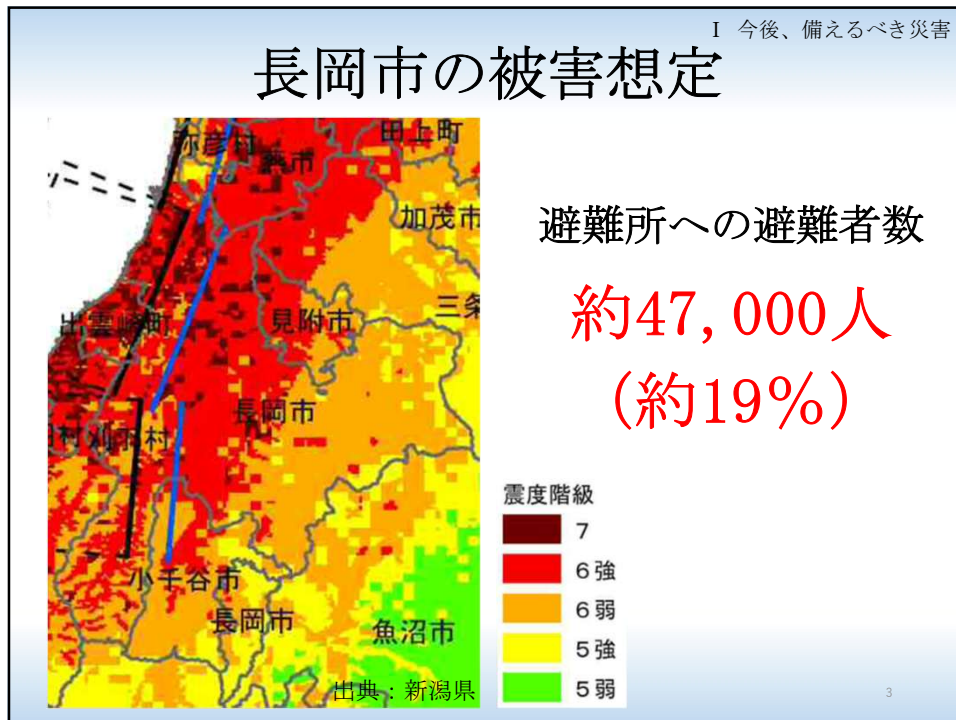 Ⅰ 今後、備えるべき災害
長岡市の被害想定
弥彦村
燕市
田上町
加茂市
三条
出雲崎町
見附市
長岡市
刈羽村
小千谷市
長岡市
魚沼市
出典：新潟県
避難所への避難者数
約47,000人
(約19％)
震度階級
7
6強
6弱
5強
5弱
3